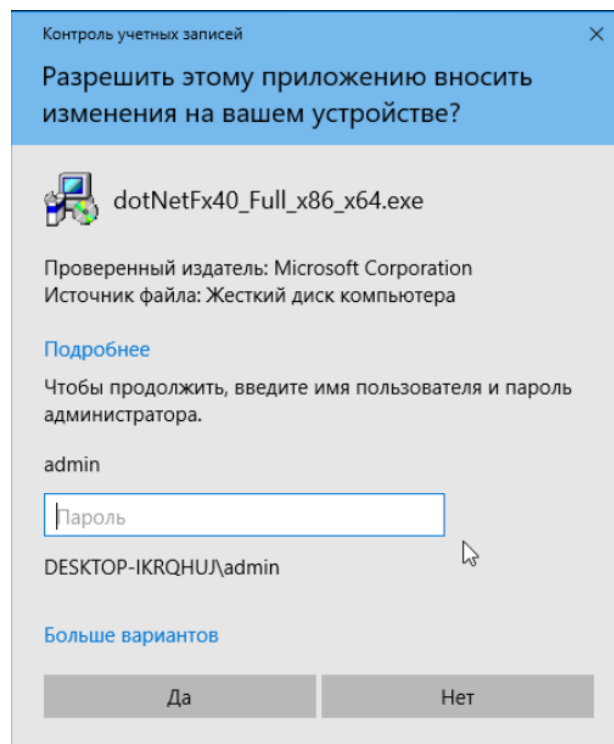 Контроль учетных записей
Разрешить этому приложению вносить
изменения на вашем устройстве?
dotNetFx40_Full_x86_x64.exe
Проверенный издатель: Microsoft Corporation
Источник файла: Жесткий диск компьютера
Подробнее
Чтобы продолжить, введите имя пользователя и пароль
администратора.
admin
Пароль
DESKTOP-IKRQHUJ\admin
Больше вариантов
Да
Нет